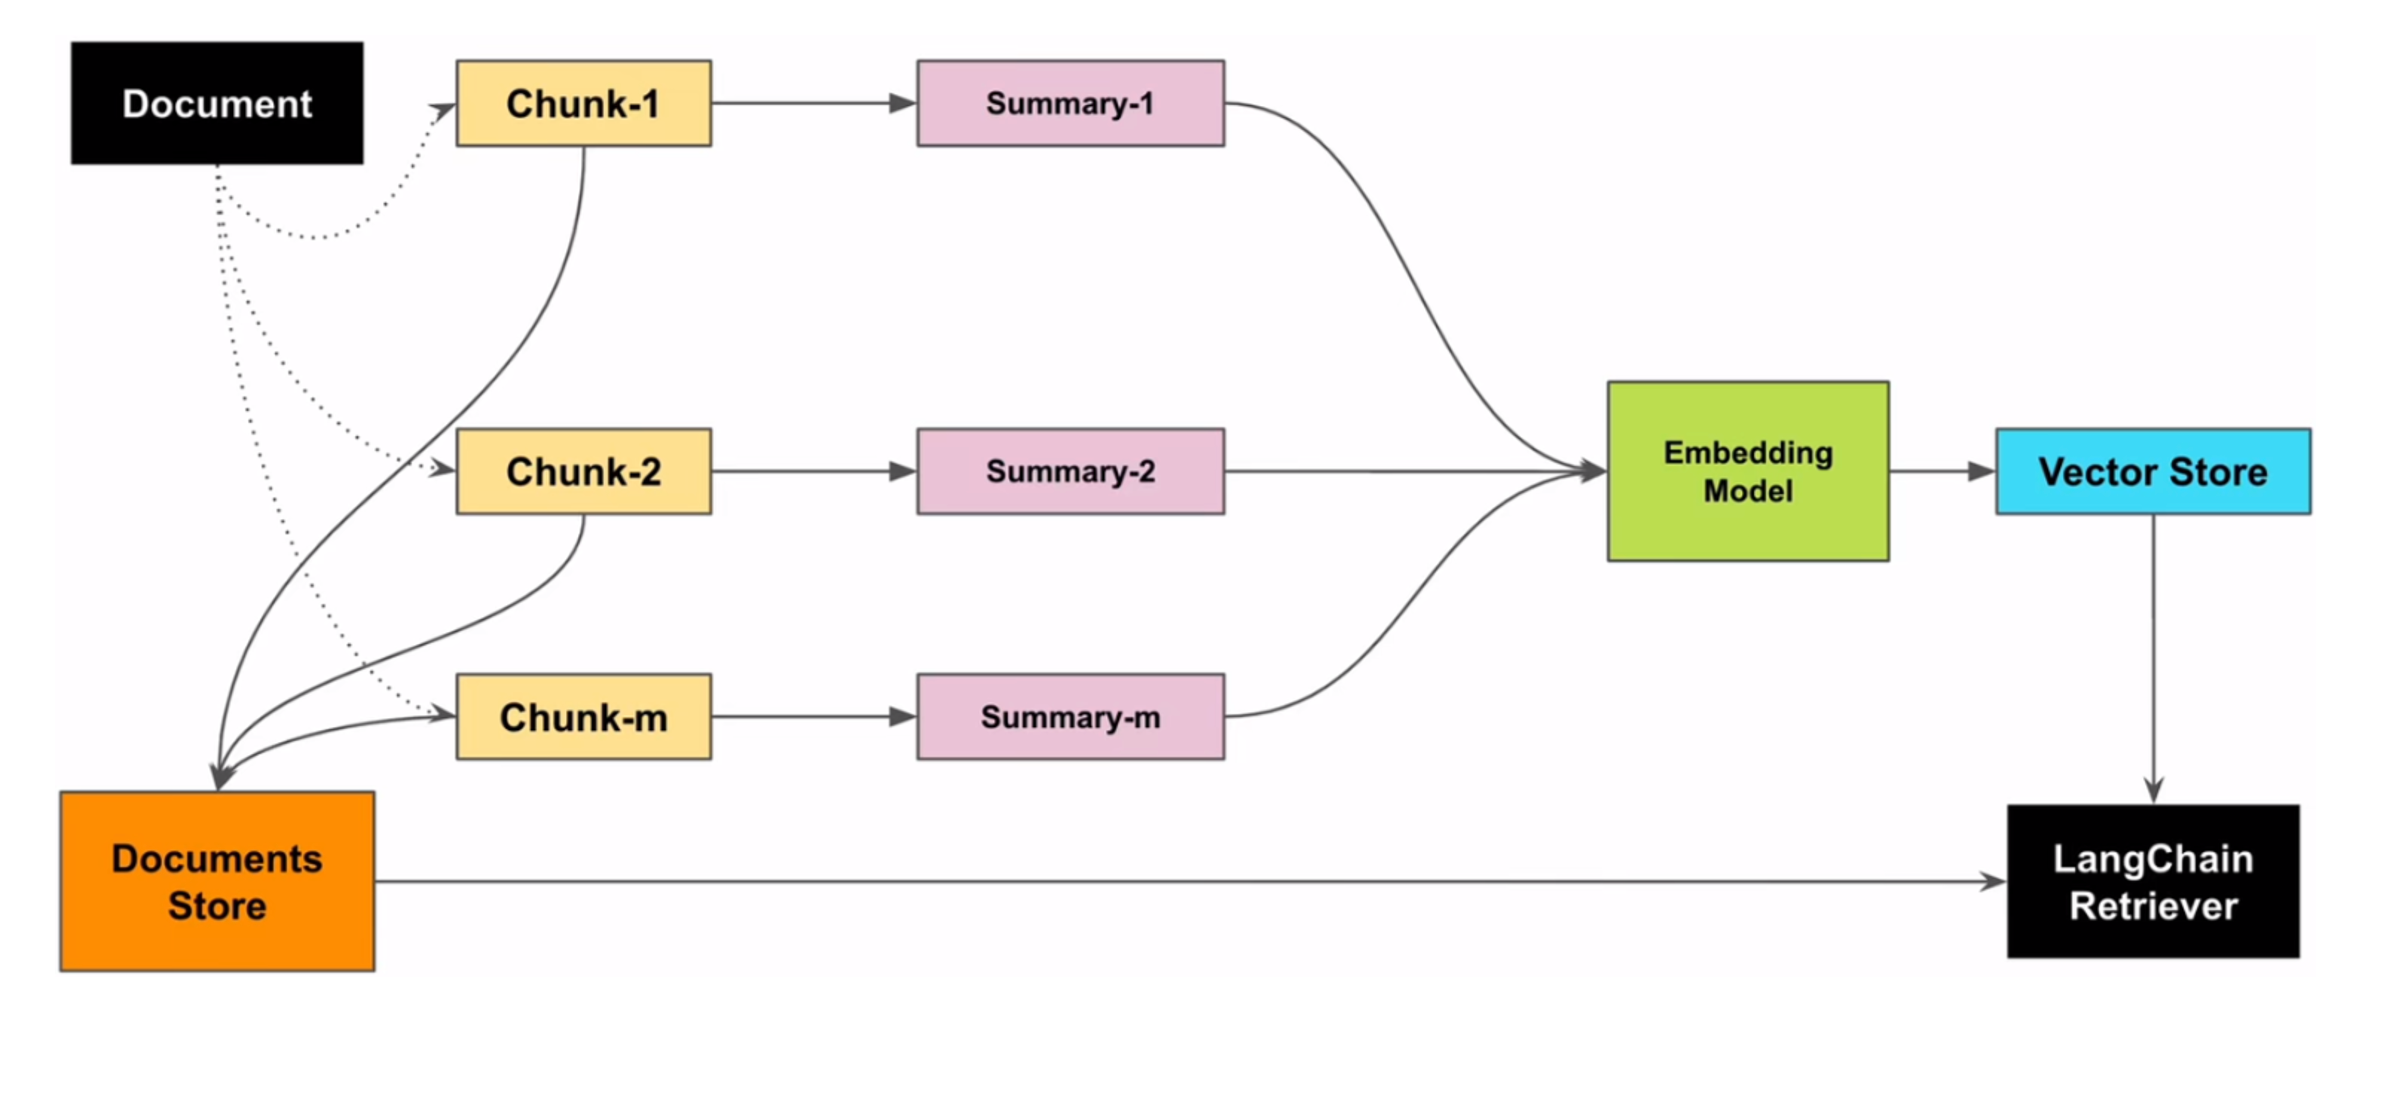 Document
Chunk-1
Summary-1
Chunk-2
Summary-2
Embedding
Model
Vector Store
Chunk-m
Summary-m
Documents
Store
LangChain
Retriever